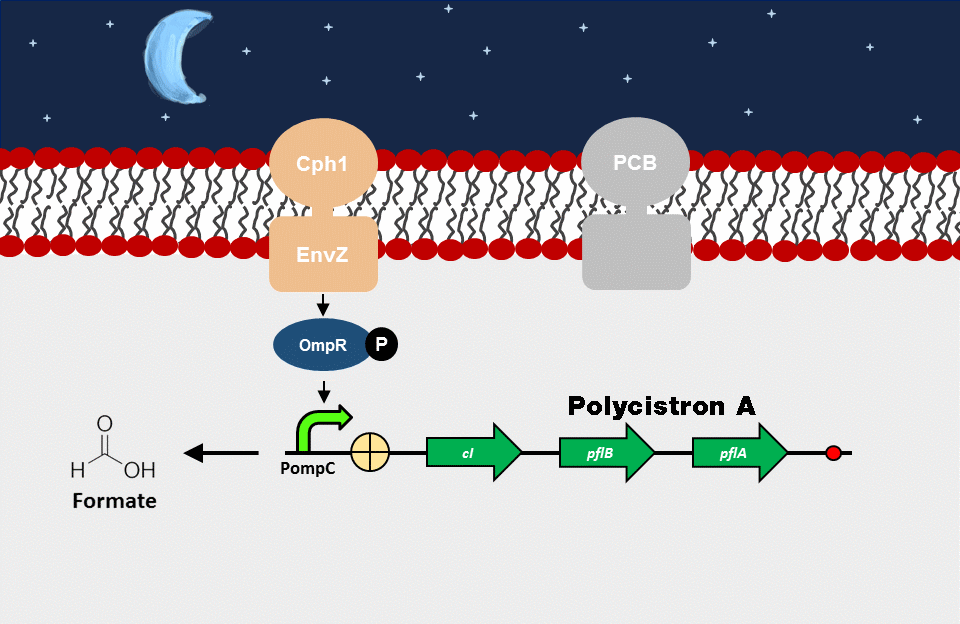 Cph1
PCB
EnvZ
OmpR
P
Polycistron A
PompC
cI
pflB
pflA
O
H
OH
Formate